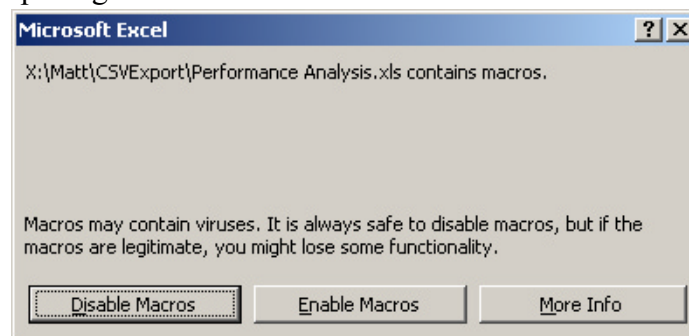 Microsoft Excel
? X
X:\Matt\CSVExport\Performance Analysis.xls contains macros.
Macros may contain viruses. It is always safe to disable macros, but if the
macros are legitimate, you might lose some functionality.
Disable Macros Enable Macros More Info